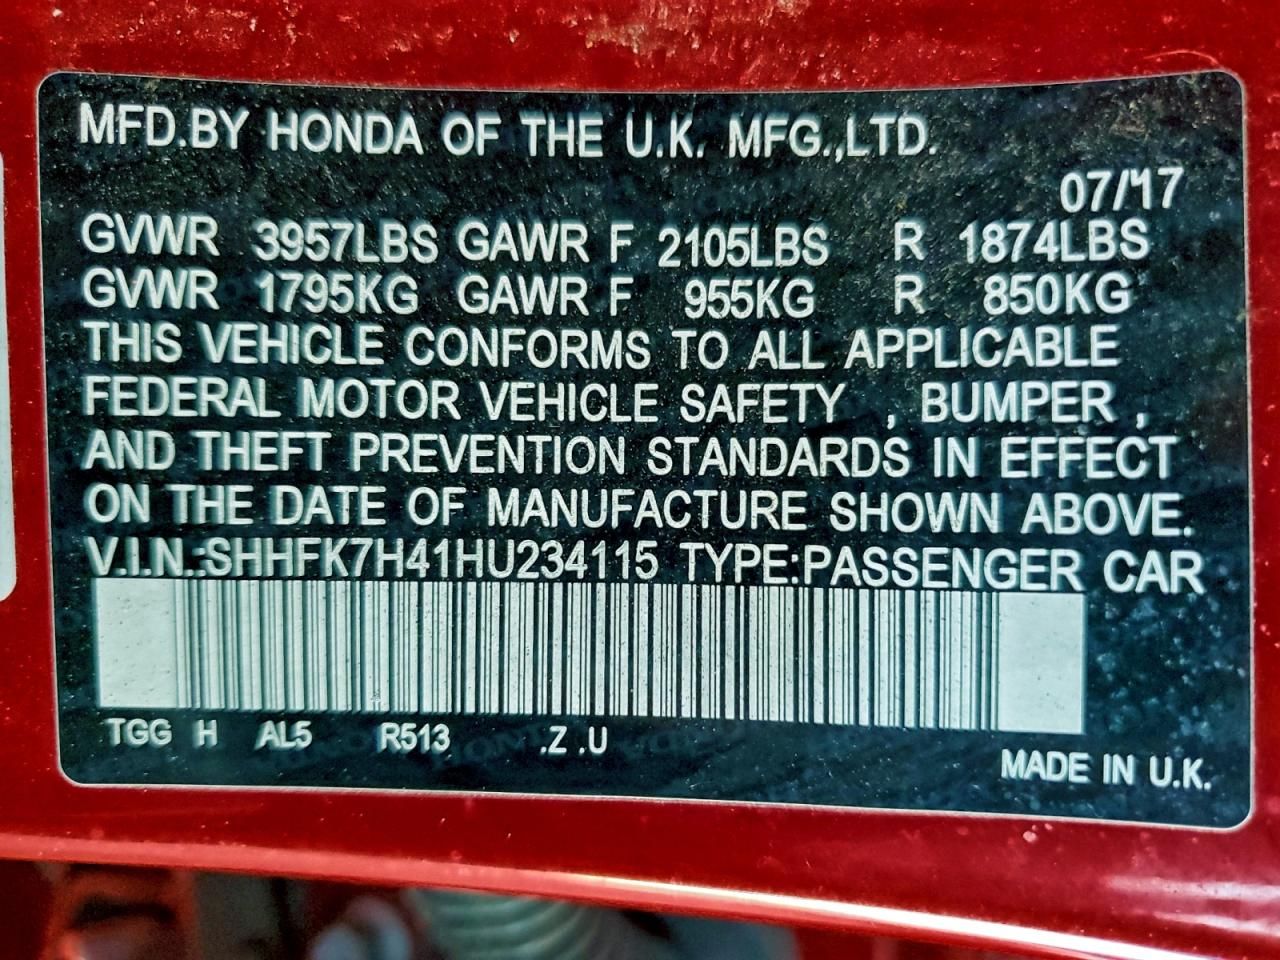 MFD.BY HONDA OF THE U.K. MFG.,LTD.
07/17
GVWR 3957LBS GAWR F 2105LBS R 1874LBS
GVWR 1795KG GAWR F 955KG R 850KG
THIS VEHICLE CONFORMS TO ALL APPLICABLE
FEDERAL MOTOR VEHICLE SAFETY , BUMPER ,
AND THEFT PREVENTION STANDARDS IN EFFECT
ON THE DATE OF MANUFACTURE SHOWN ABOVE.
V.I.N.:SHHFK7H41HU234115 TYPE:PASSENGER CAR
TGG H AL5 R513 .Z .U
MADE IN U.K.